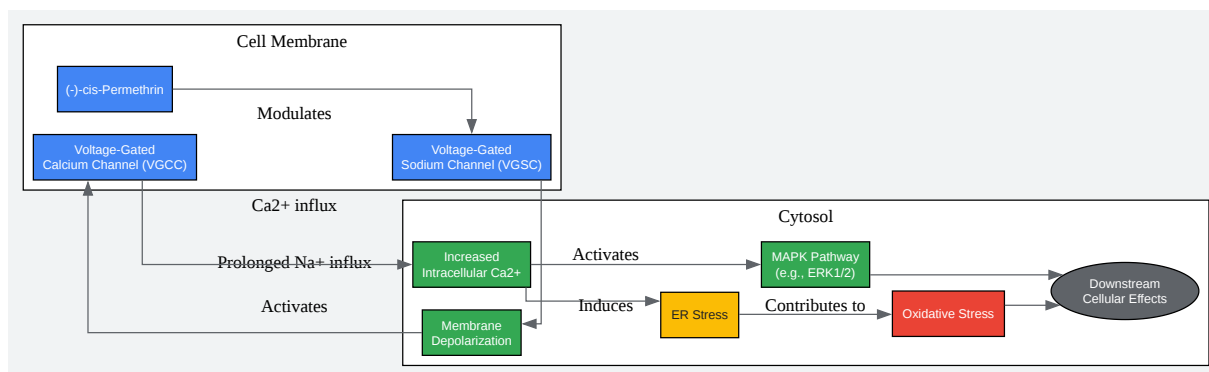 Cell Membrane
(-)-cis-Permethrin
Modulates
Voltage-Gated
Calcium Channel (VGCC)
Voltage-Gated
Sodium Channel (VGSC)
Ca2+ influx
Cytosol
Prolonged Na+ influx
Increased
Intracellular Ca2+
Activates
MAPK Pathway
(e.g., ERK1/2)
Downstream
Cellular Effects
Activates
Induces
ER Stress
Contributes to
Oxidative Stress
Membrane
Depolarization